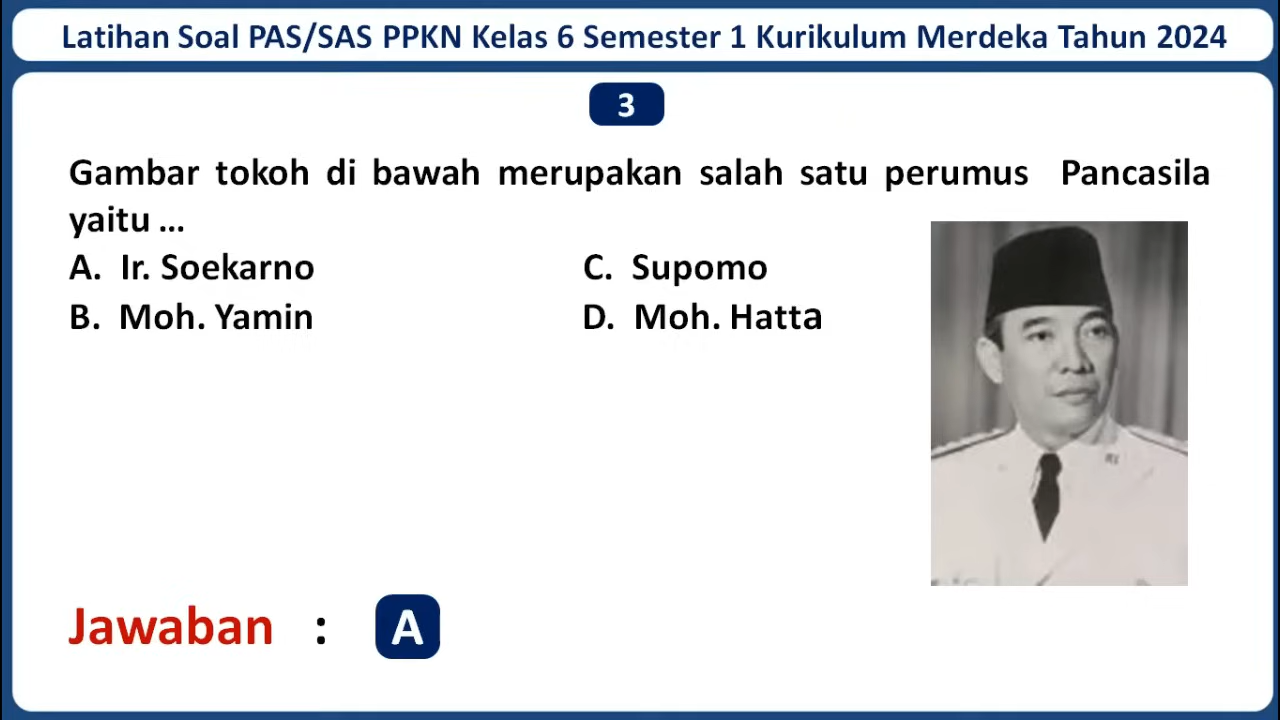 Latihan Soal PAS/SAS PPKN Kelas 6 Semester 1 Kurikulum Merdeka Tahun 2024
3
Gambar tokoh di bawah merupakan salah satu perumus Pancasila
yaitu ...
A. Ir. Soekarno
B. Moh. Yamin
C. Supomo
D. Moh. Hatta
RI
Jawaban : A